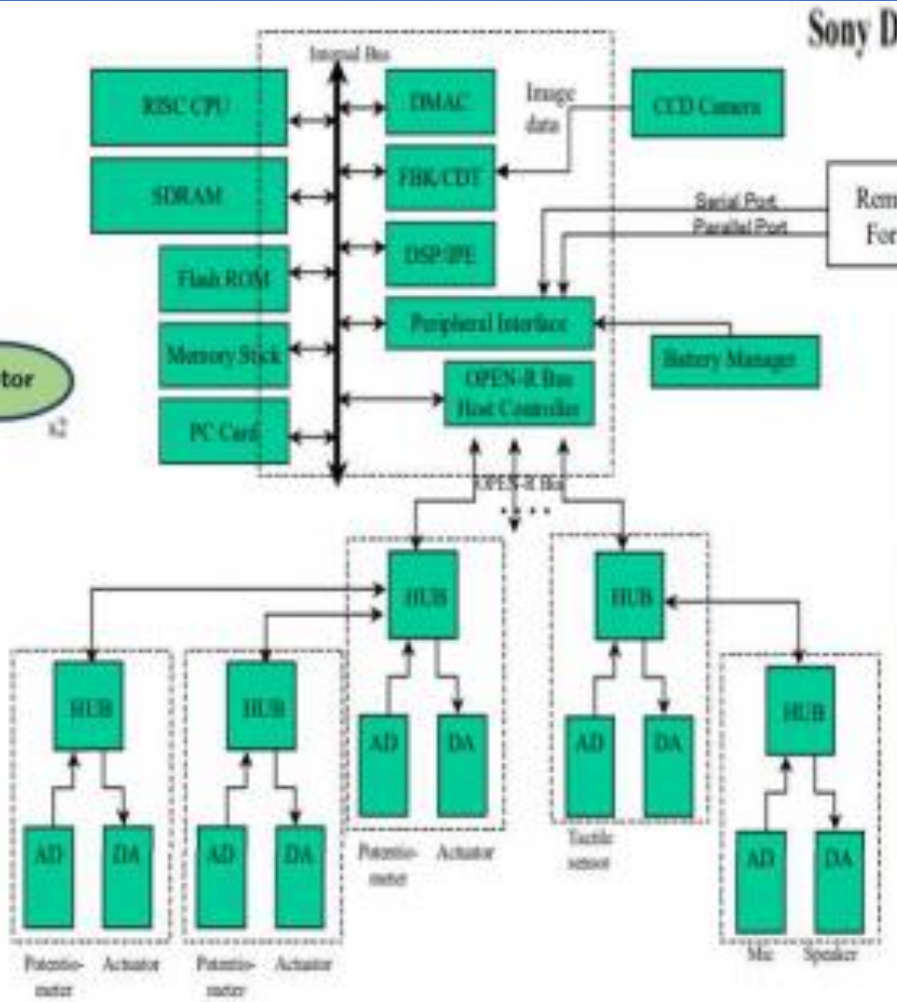 Sony D
Internal Bus
RISC CPU
DMAC
Image
data
CCD Camera
SDRAM
FBK/CDT
Serial Port
Parallel Port
Rem
For
Flash ROM
DSP/IPE
Peripheral Interface
Memory Stick
Battery Manager
tor
x2
OPEN-R Bus
Host Controller
PC Card
OPEN-R Bus
HUB
HUB
HUB
HUB
HUB
AD
DA
AD
DA
AD
DA
AD
DA
AD
DA
Potentio-
meter
Actuator
Tactile
sensor
Potentio-
meter
Actuator
Potentio-
meter
Actuator
Mic
Speaker